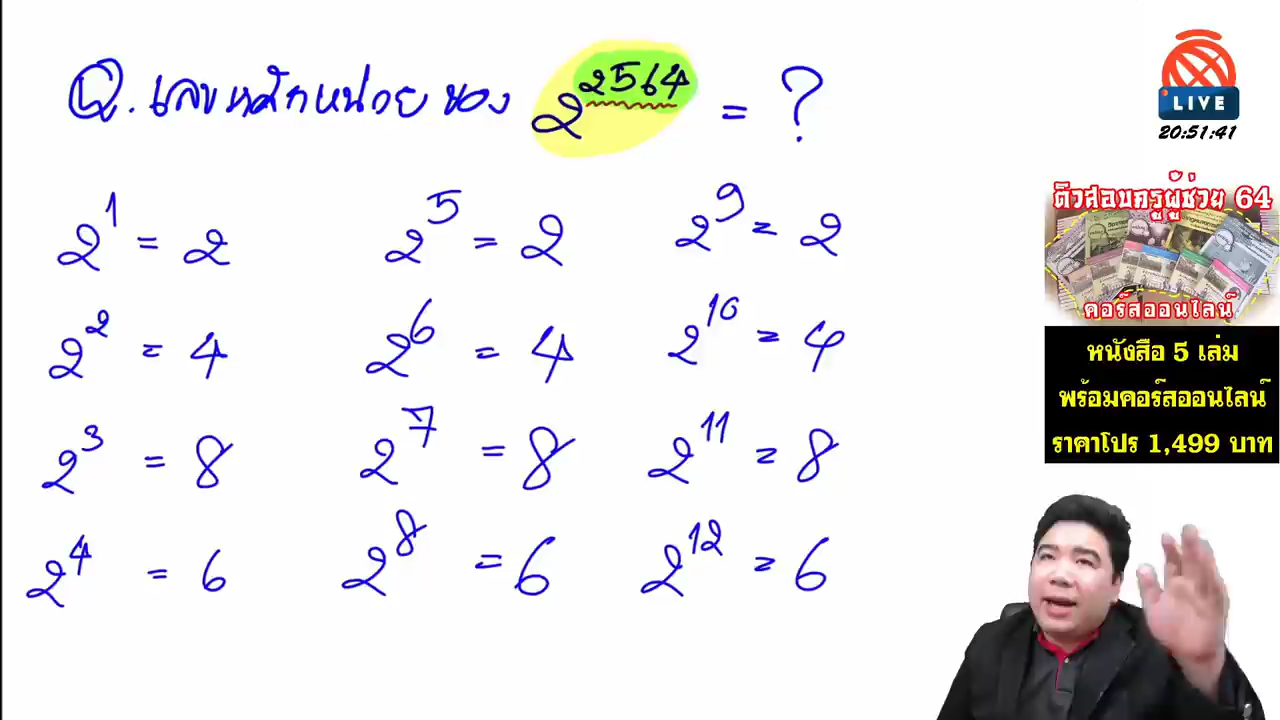 Q. เลขหลักหน่วย ของ 2^2564 = ?
2^1 = 2 2^5 = 2 2^9 = 2
2^2 = 4 2^6 = 4 2^10 = 4
2^3 = 8 2^7 = 8 2^11 = 8
2^4 = 6 2^8 = 6 2^12 = 6
LIVE
20:51:41
ติวสอบครูผู้ช่วย 64
คอร์สออนไลน์
หนังสือ 5 เล่ม
พร้อมคอร์สออนไลน์
ราคาโปร 1,499 บาท